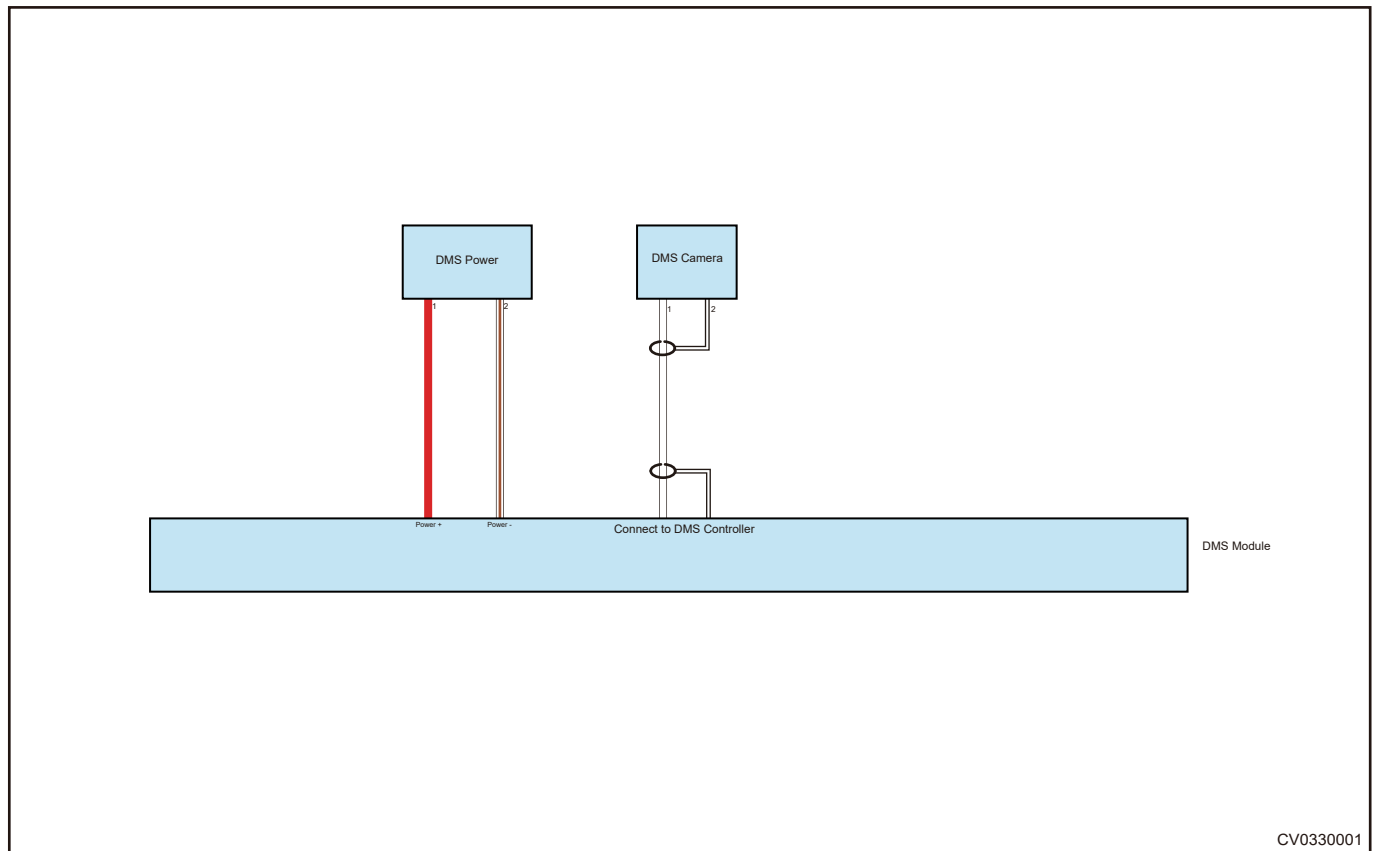 DMS Power
DMS Camera
1
2
1
2
Power +
Power -
Connect to DMS Controller
DMS Module
CV0330001